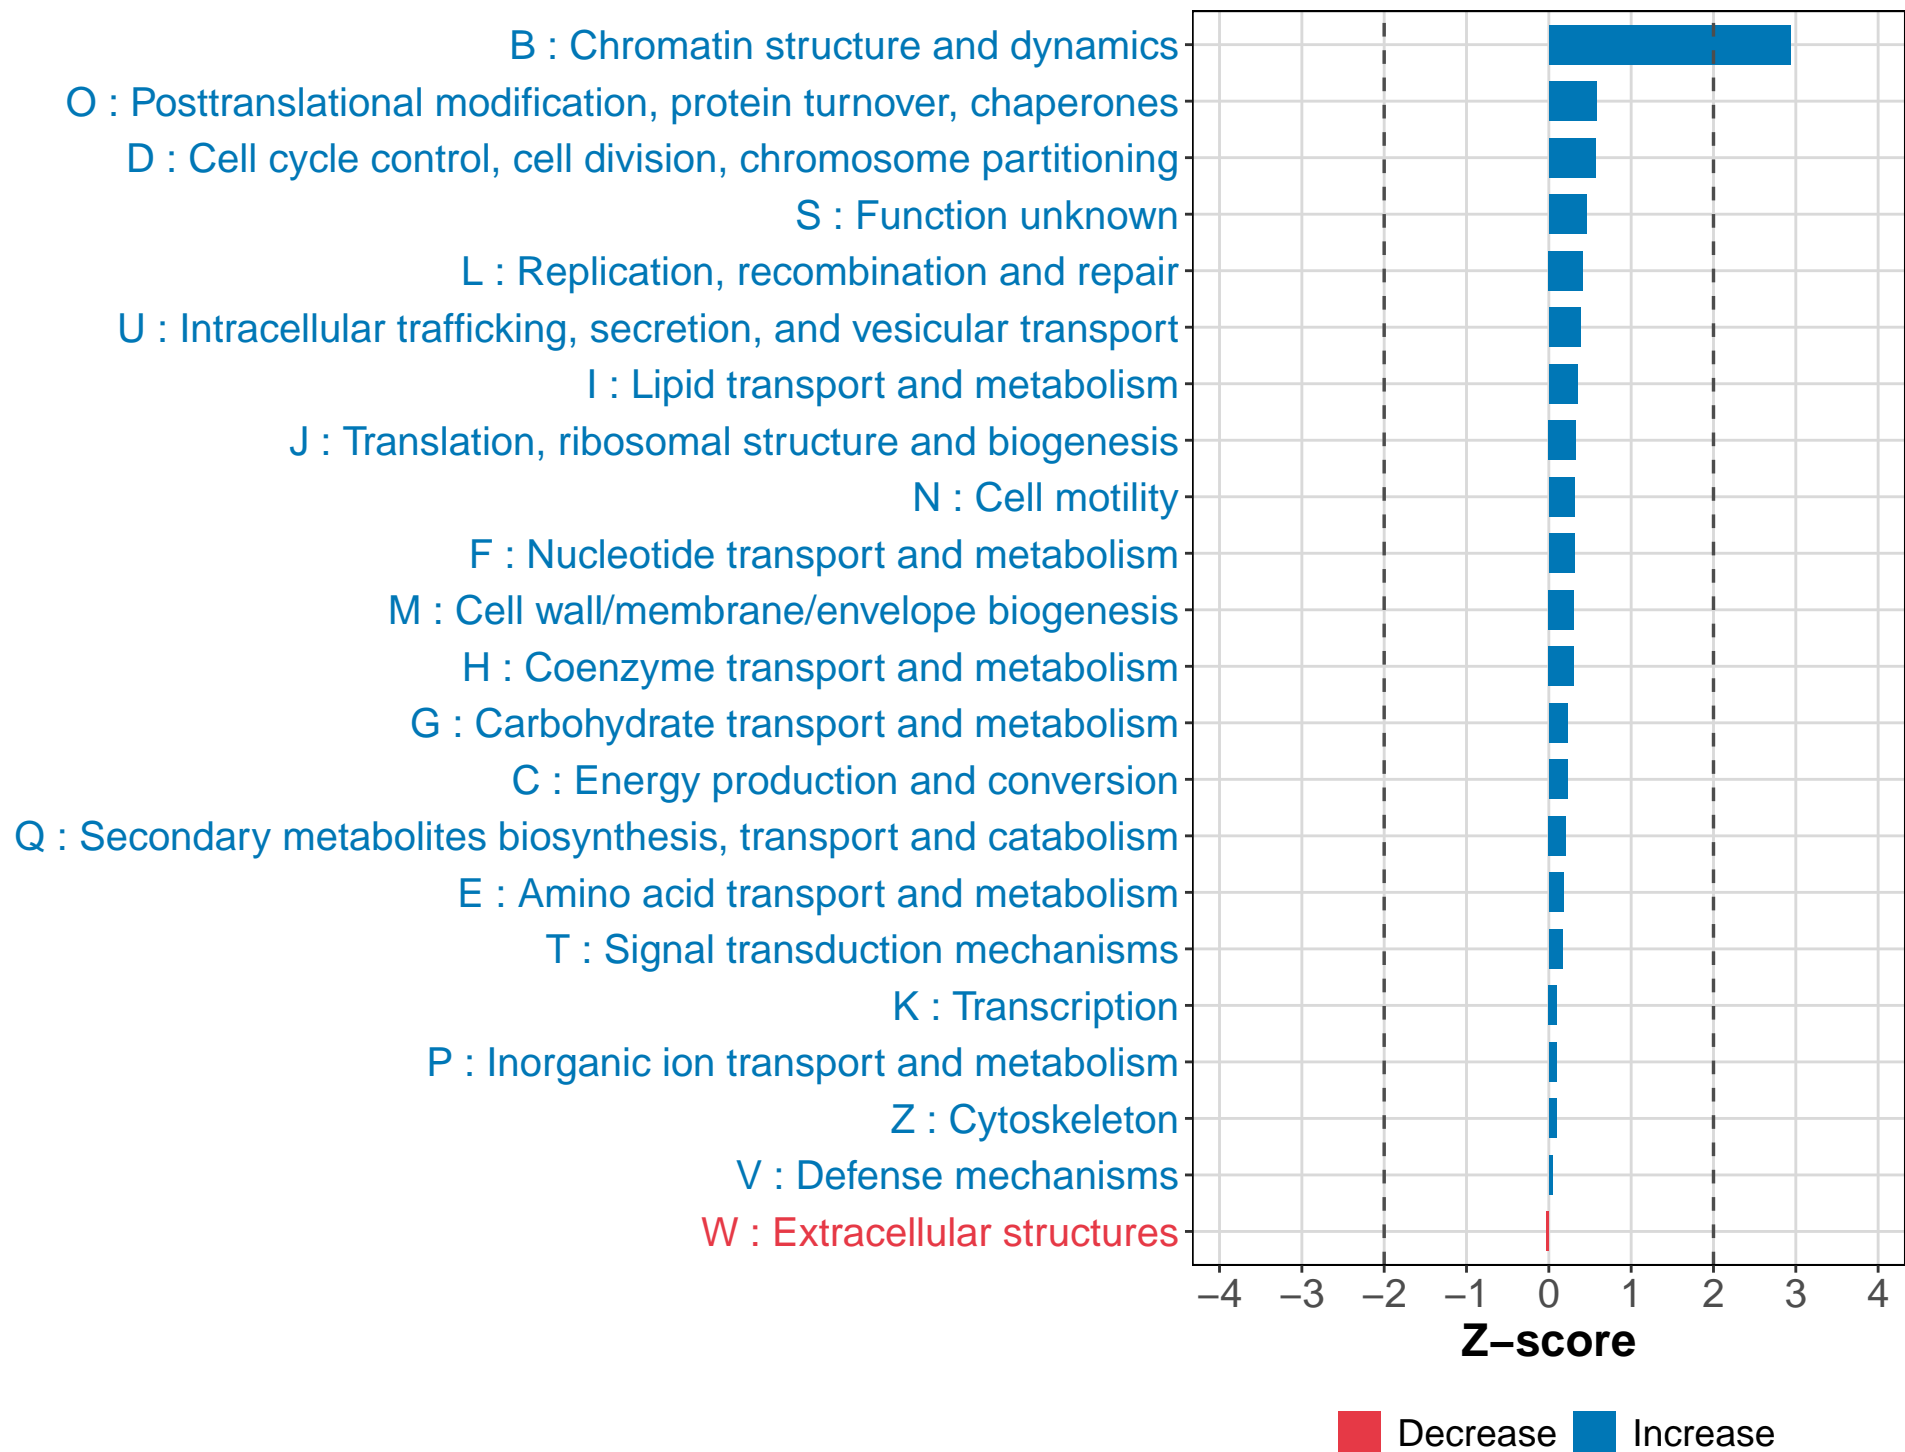 B : Chromatin structure and dynamics
O : Posttranslational modification, protein turnover, chaperones
D : Cell cycle control, cell division, chromosome partitioning
S : Function unknown
L : Replication, recombination and repair
U : Intracellular trafficking, secretion, and vesicular transport
I : Lipid transport and metabolism
J : Translation, ribosomal structure and biogenesis
N : Cell motility
F : Nucleotide transport and metabolism
M : Cell wall/membrane/envelope biogenesis
H : Coenzyme transport and metabolism
G : Carbohydrate transport and metabolism
C : Energy production and conversion
Q : Secondary metabolites biosynthesis, transport and catabolism
E : Amino acid transport and metabolism
T : Signal transduction mechanisms
K : Transcription
P : Inorganic ion transport and metabolism
Z : Cytoskeleton
V : Defense mechanisms
W : Extracellular structures
−4 −3 −2 −1 0 1 2 3 4
Z−score
Decrease Increase